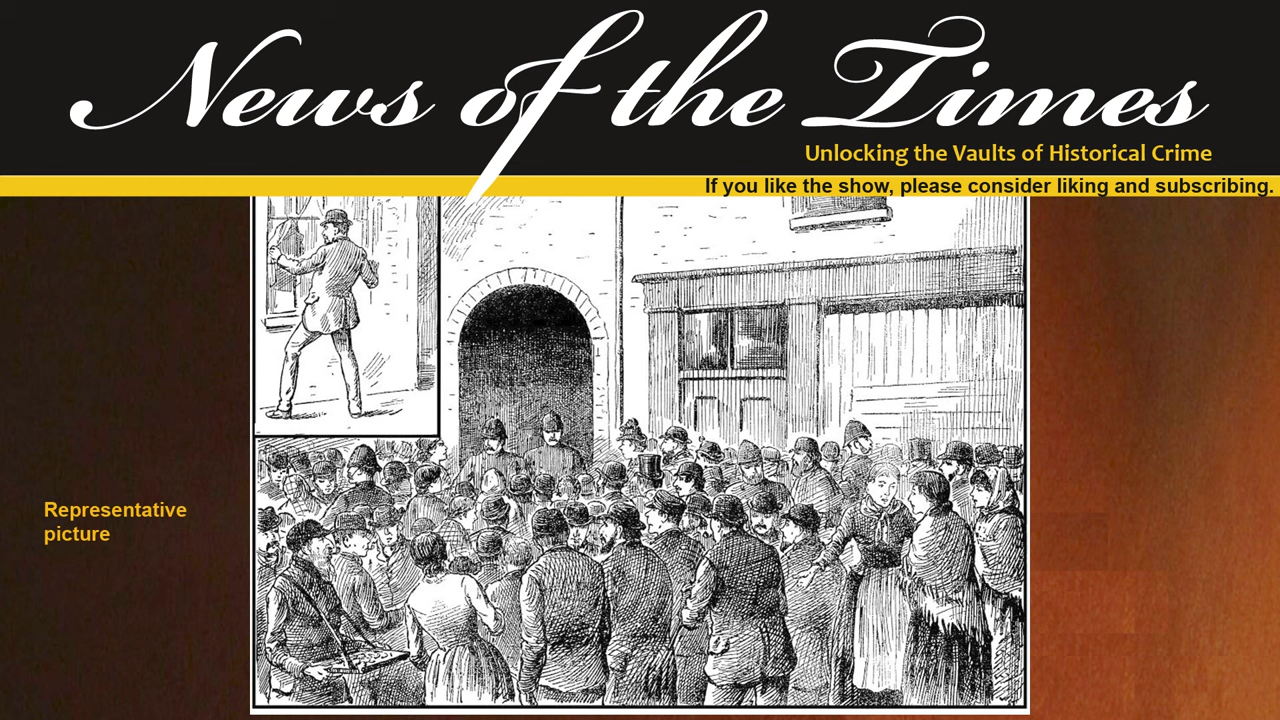 News of the Times
Unlocking the Vaults of Historical Crime
If you like the show, please consider liking and subscribing.
Representative
picture